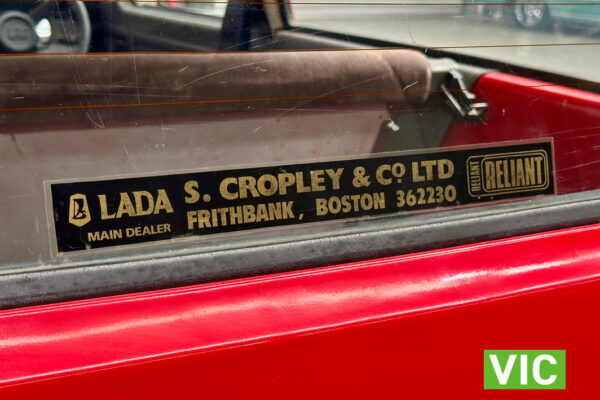 LADA
MAIN DEALER
S. CROPLEY & Cº LTD
FRITHBANK, BOSTON 362230
RELIANT
RELIANT
VIC